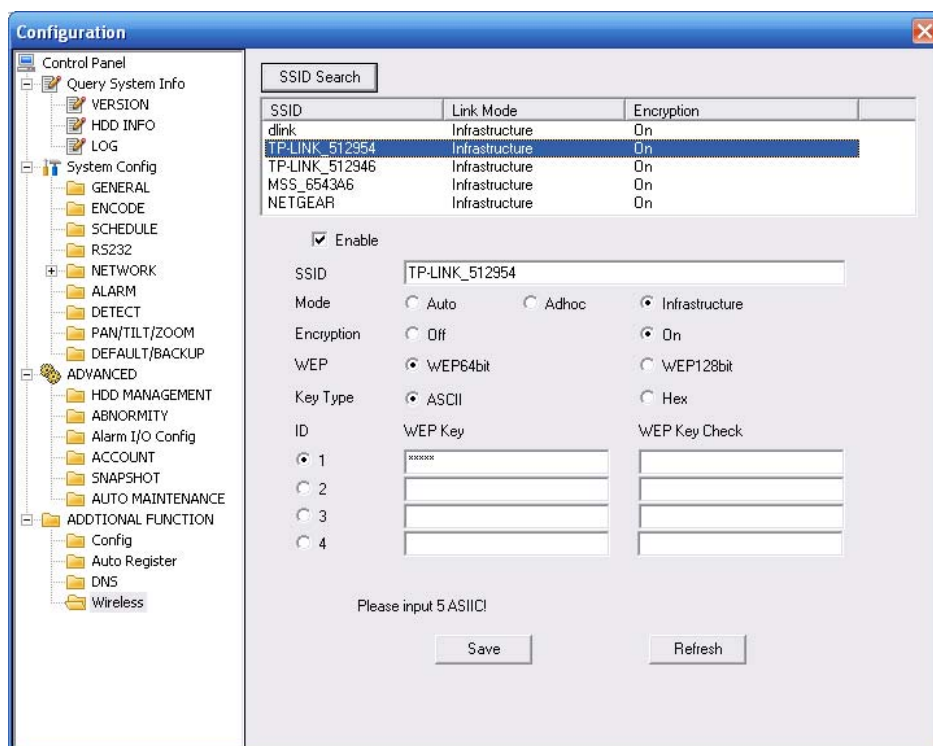 Configuration
Control Panel
Query System Info
VERSION
HDD INFO
LOG
System Config
GENERAL
ENCODE
SCHEDULE
RS232
NETWORK
ALARM
DETECT
PAN/TILT/ZOOM
DEFAULT/BACKUP
ADVANCED
HDD MANAGEMENT
ABNORMITY
Alarm I/O Config
ACCOUNT
SNAPSHOT
AUTO MAINTENANCE
ADDTIONAL FUNCTION
Config
Auto Register
DNS
Wireless
SSID Search
SSID Link Mode Encryption
dlink Infrastructure On
TP-LINK_512954 Infrastructure On
TP-LINK_512946 Infrastructure On
MSS_6543A6 Infrastructure On
NETGEAR Infrastructure On
Enable
SSID TP-LINK_512954
Mode Auto Adhoc Infrastructure
Encryption Off On
WEP WEP64bit WEP128bit
Key Type ASCII Hex
ID WEP Key WEP Key Check
1 *****
2
3
4
Please input 5 ASIIC!
Save Refresh